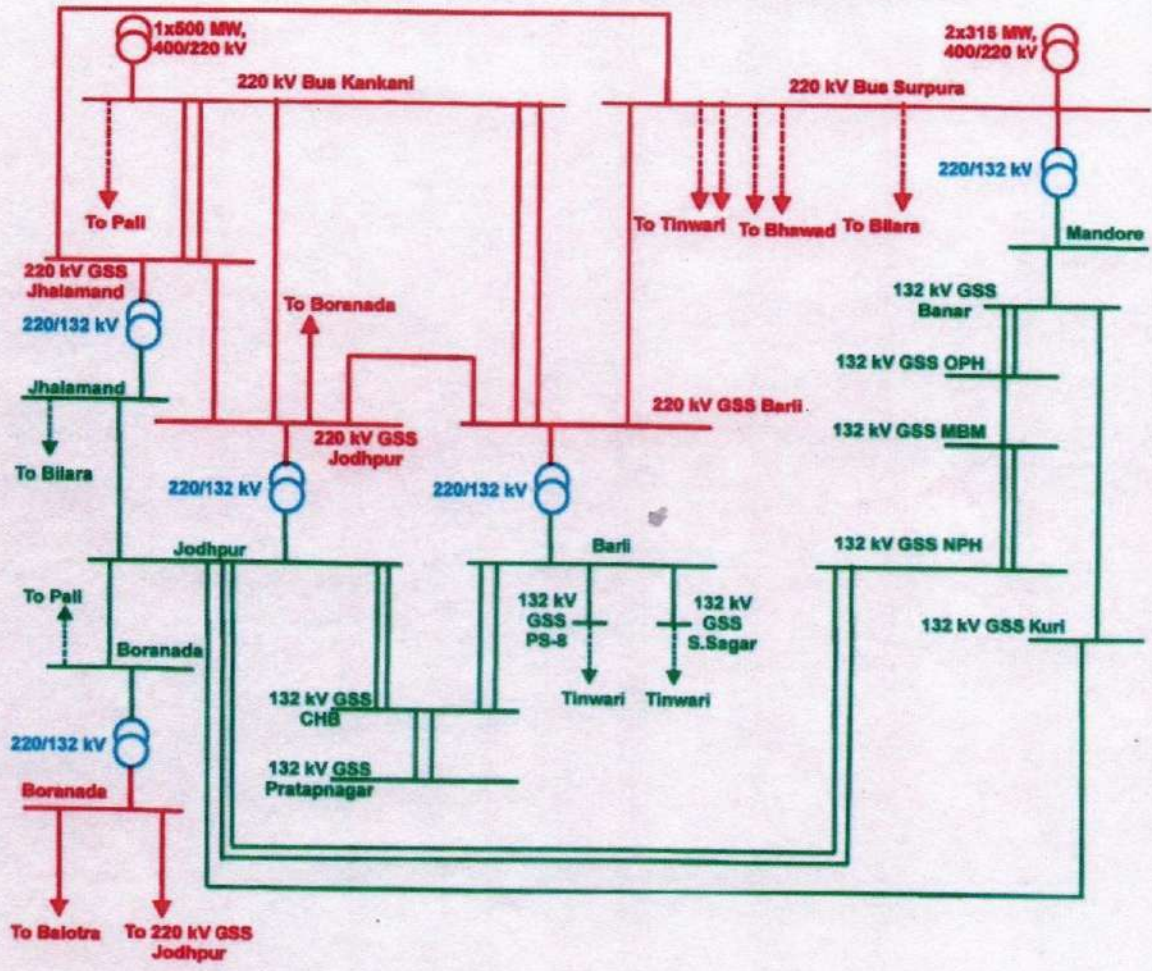 1x500 MW,
400/220 kV
2x315 MW,
400/220 kV
220 kV Bus Kankani
220 kV Bus Surpura
220/132 kV
To Pali
To Tinwari
To Bhawad
To Bilara
Mandore
220 kV GSS
Jhalamand
To Boranada
132 kV GSS
Banar
220/132 kV
132 kV GSS OPH
Jhalamand
220 kV GSS Barli
132 kV GSS MBM
220 kV GSS
Jodhpur
To Bilara
220/132 kV
220/132 kV
Jodhpur
Barli
132 kV GSS NPH
To Pali
132 kV
GSS
PS-8
132 kV
GSS
S.Sagar
132 kV GSS Kuri
Boranada
132 kV GSS
CHB
Tinwari
Tinwari
220/132 kV
132 kV GSS
Pratapnagar
Boranada
To Balotra
To 220 kV GSS
Jodhpur